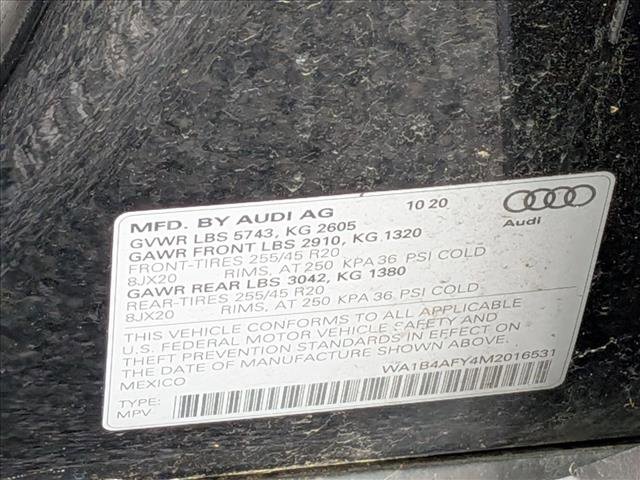 MFD. BY AUDI AG 10 20
GVWR LBS 5743, KG 2605
GAWR FRONT LBS 2910, KG 1320
FRONT-TIRES 255/45 R20
8JX20 RIMS, AT 250 KPA 36 PSI COLD
GAWR REAR LBS 3042, KG 1380
REAR-TIRES 255/45 R20
8JX20 RIMS, AT 250 KPA 36 PSI COLD
Audi
THIS VEHICLE CONFORMS TO ALL APPLICABLE
U.S. FEDERAL MOTOR VEHICLE SAFETY AND
THEFT PREVENTION STANDARDS IN EFFECT ON
THE DATE OF MANUFACTURE SHOWN ABOVE.
MEXICO WA1B4AFY4M2016531
TYPE:
MPV